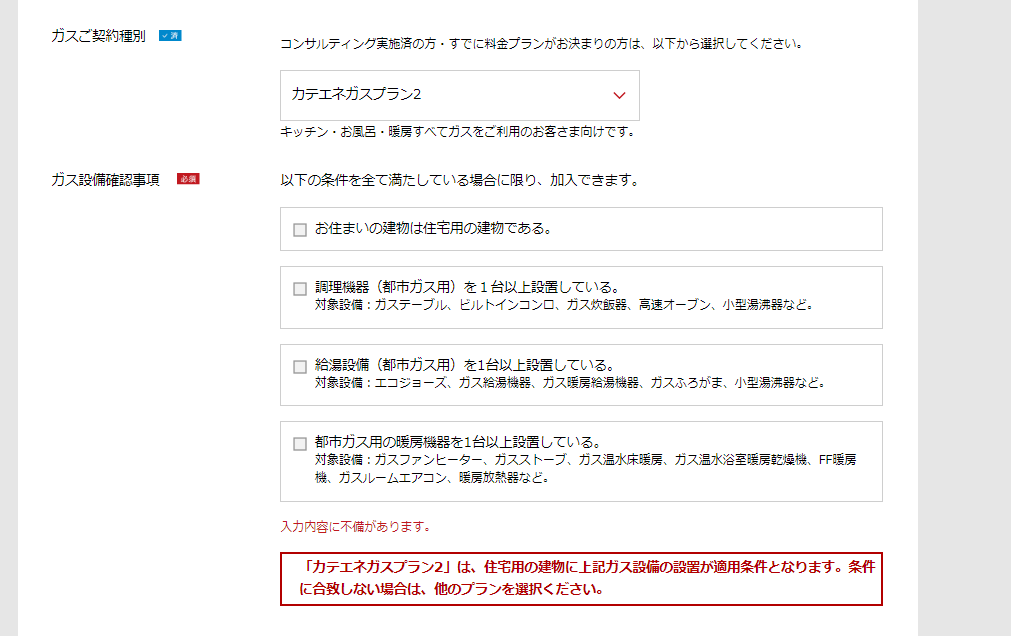 ガスご契約種別 ✓ 済
コンサルティング実施済の方・すでに料金プランがお決まりの方は、以下から選択してください。
カテエネガスプラン2
キッチン・お風呂・暖房すべてガスをご利用のお客さま向けです。
ガス設備確認事項 必須
以下の条件を全て満たしている場合に限り、加入できます。
お住まいの建物は住宅用の建物である。
調理機器（都市ガス用）を１台以上設置している。
対象設備：ガステーブル、ビルトインコンロ、ガス炊飯器、高速オーブン、小型湯沸器など。
給湯設備（都市ガス用）を1台以上設置している。
対象設備：エコジョーズ、ガス給湯機器、ガス暖房給湯機器、ガスふろがま、小型湯沸器など。
都市ガス用の暖房機器を1台以上設置している。
対象設備：ガスファンヒーター、ガスストーブ、ガス温水床暖房、ガス温水浴室暖房乾燥機、FF暖房
機、ガスルームエアコン、暖房放熱器など。
入力内容に不備があります。
「カテエネガスプラン2」は、住宅用の建物に上記ガス設備の設置が適用条件となります。条件
に合致しない場合は、他のプランを選択ください。